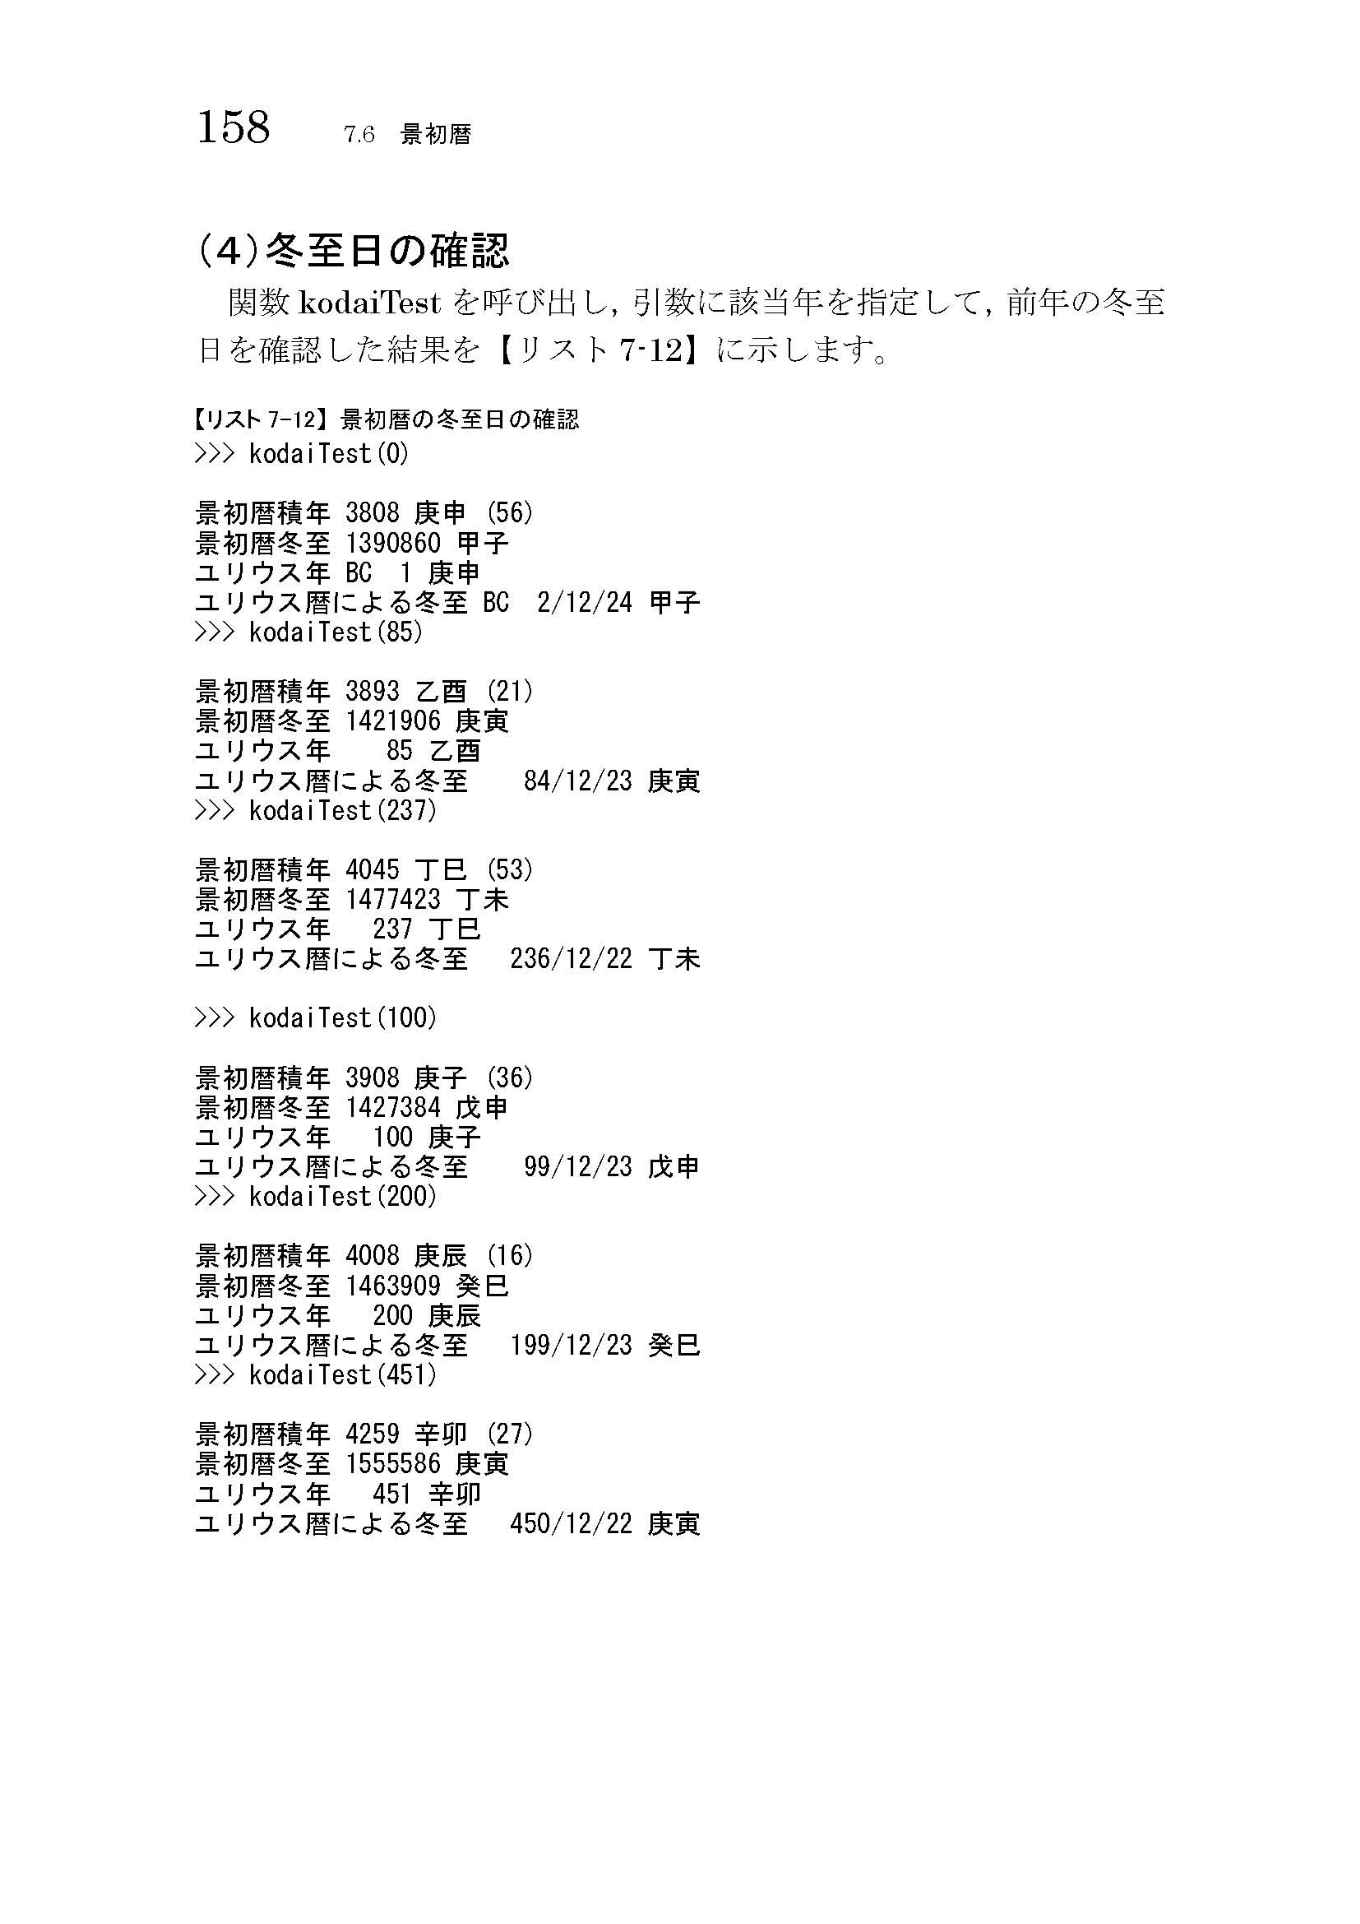 158 7.6 景初暦
(4)冬至日の確認
関数 kodaiTest を呼び出し, 引数に該当年を指定して, 前年の冬至
日を確認した結果を【リスト 7-12】に示します。
【リスト 7-12】 景初暦の冬至日の確認
>>> kodaiTest(0)
景初暦積年 3808 庚申 (56)
景初暦冬至 1390860 甲子
ユリウス年 BC 1 庚申
ユリウス暦による冬至 BC 2/12/24 甲子
>>> kodaiTest(85)
景初暦積年 3893 乙酉 (21)
景初暦冬至 1421906 庚寅
ユリウス年 85 乙酉
ユリウス暦による冬至 84/12/23 庚寅
>>> kodaiTest(237)
景初暦積年 4045 丁巳 (53)
景初暦冬至 1477423 丁未
ユリウス年 237 丁巳
ユリウス暦による冬至 236/12/22 丁未
>>> kodaiTest(100)
景初暦積年 3908 庚子 (36)
景初暦冬至 1427384 戊申
ユリウス年 100 庚子
ユリウス暦による冬至 99/12/23 戊申
>>> kodaiTest(200)
景初暦積年 4008 庚辰 (16)
景初暦冬至 1463909 癸巳
ユリウス年 200 庚辰
ユリウス暦による冬至 199/12/23 癸巳
>>> kodaiTest(451)
景初暦積年 4259 辛卯 (27)
景初暦冬至 1555586 庚寅
ユリウス年 451 辛卯
ユリウス暦による冬至 450/12/22 庚寅